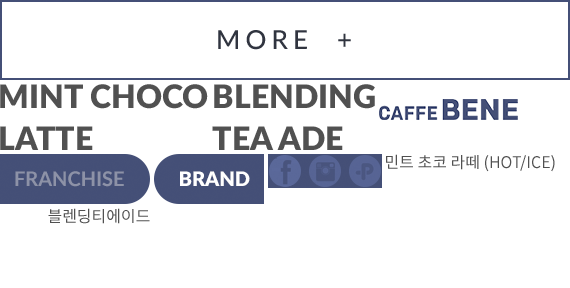 MORE +
MINT CHOCO
LATTE
BLENDING
TEA ADE
CAFFE BENE
FRANCHISE
BRAND
민트 초코 라떼 (HOT/ICE)
블렌딩티에이드